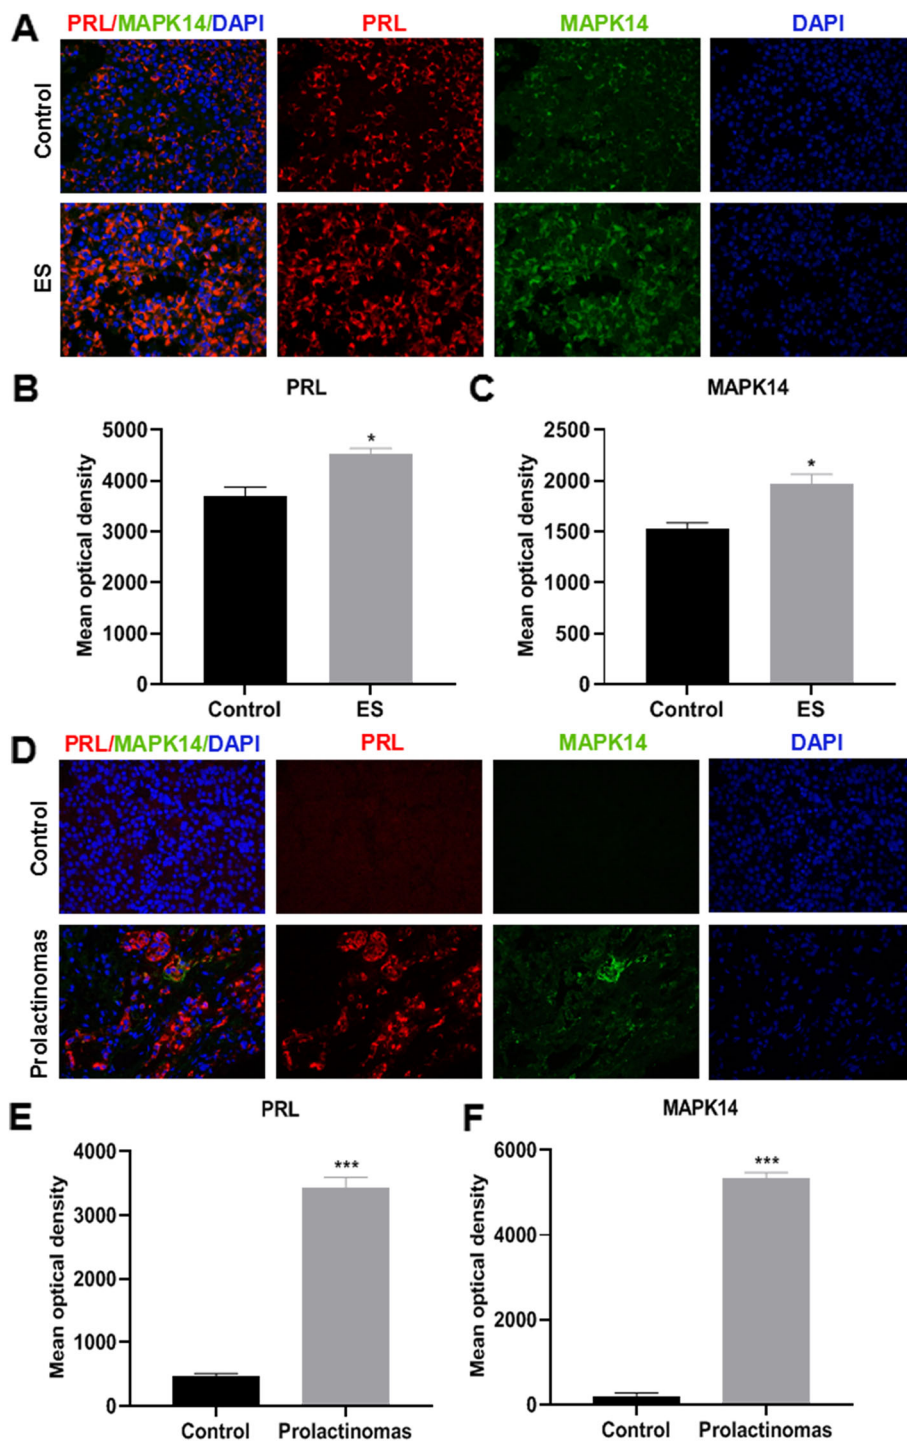 A PRL/MAPK14/DAPI PRL MAPK14 DAPI
Control
ES
B PRL
Mean optical density
5000
4000
3000
2000
1000
0
*
Control ES
C MAPK14
Mean optical density
2500
2000
1500
1000
500
0
*
Control ES
D PRL/MAPK14/DAPI PRL MAPK14 DAPI
Control
Prolactinomas
E PRL
Mean optical density
4000
3000
2000
1000
0
***
Control Prolactinomas
F MAPK14
Mean optical density
6000
4000
2000
0
***
Control Prolactinomas